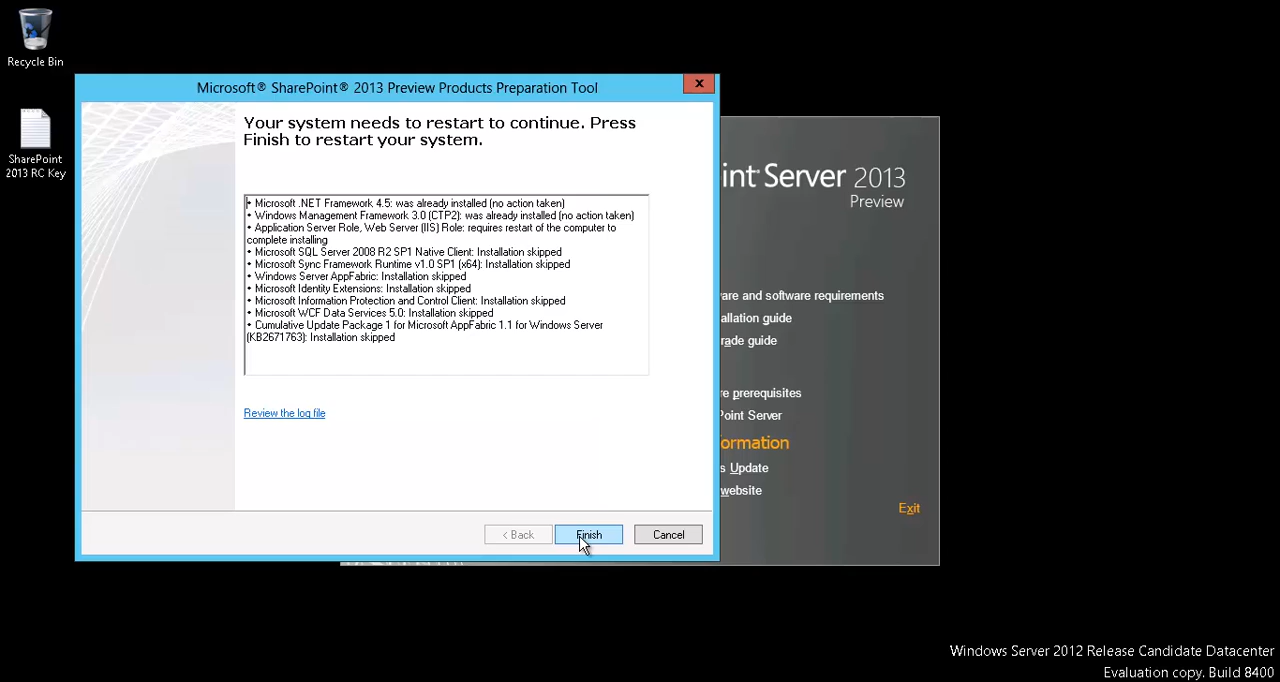 Recycle Bin
SharePoint
2013 RC Key
Microsoft® SharePoint® 2013 Preview Products Preparation Tool
X
Your system needs to restart to continue. Press
Finish to restart your system.
• Microsoft .NET Framework 4.5: was already installed (no action taken)
• Windows Management Framework 3.0 (CTP2): was already installed (no action taken)
• Application Server Role, Web Server (IIS) Role: requires restart of the computer to
complete installing
• Microsoft SQL Server 2008 R2 SP1 Native Client: Installation skipped
• Microsoft Sync Framework Runtime v1.0 SP1 (x64): Installation skipped
• Windows Server AppFabric: Installation skipped
• Microsoft Identity Extensions: Installation skipped
• Microsoft Information Protection and Control Client: Installation skipped
• Microsoft WCF Data Services 5.0: Installation skipped
• Cumulative Update Package 1 for Microsoft AppFabric 1.1 for Windows Server
(KB2671763): Installation skipped
Review the log file
< Back
Finish
Cancel
int Server 2013
Preview
are and software requirements
allation guide
rade guide
re prerequisites
Point Server
ormation
s Update
website
Exit
Windows Server 2012 Release Candidate Datacenter
Evaluation copy. Build 8400